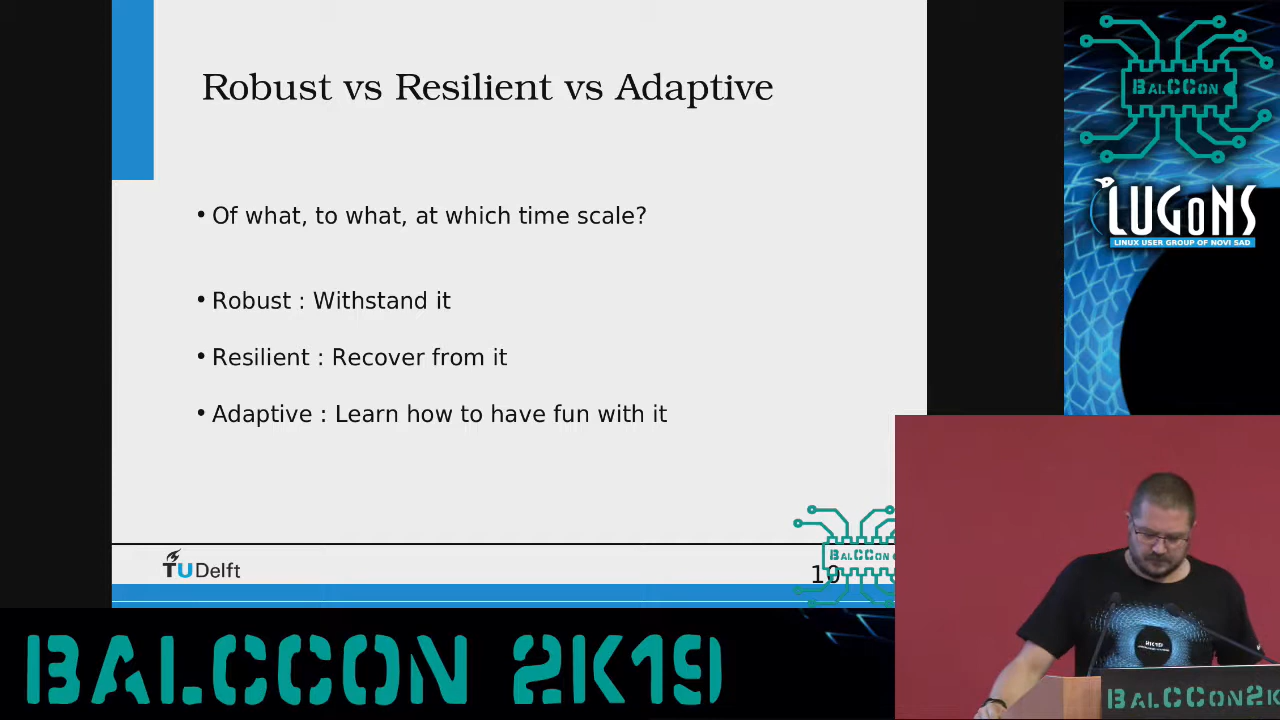 Robust vs Resilient vs Adaptive
• Of what, to what, at which time scale?
• Robust : Withstand it
• Resilient : Recover from it
• Adaptive : Learn how to have fun with it
TU Delft
BALCCON
BALCCON
LUGONS
LINUX USER GROUP OF NOVI SAD
2K19
BALCCON2K
BALCCON 2K19